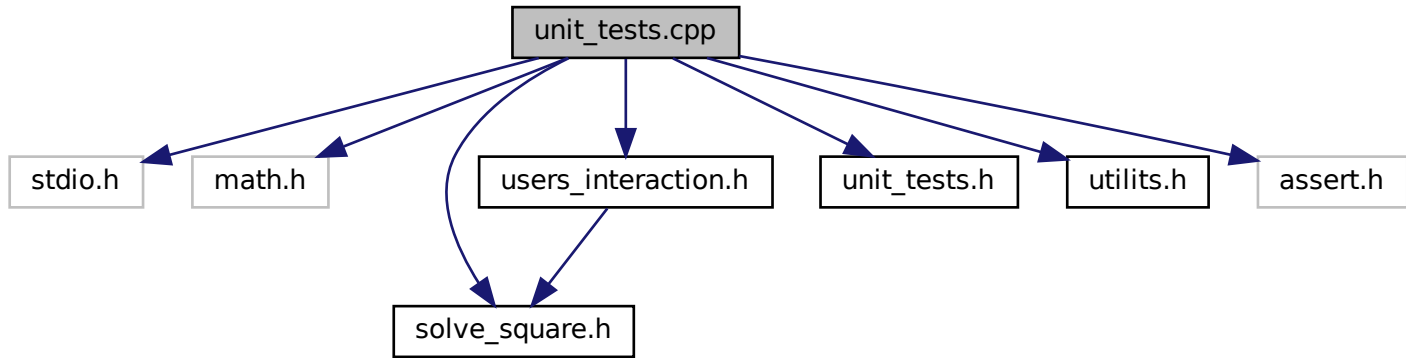 unit_tests.cpp
stdio.h
math.h
users_interaction.h
unit_tests.h
utilits.h
assert.h
solve_square.h